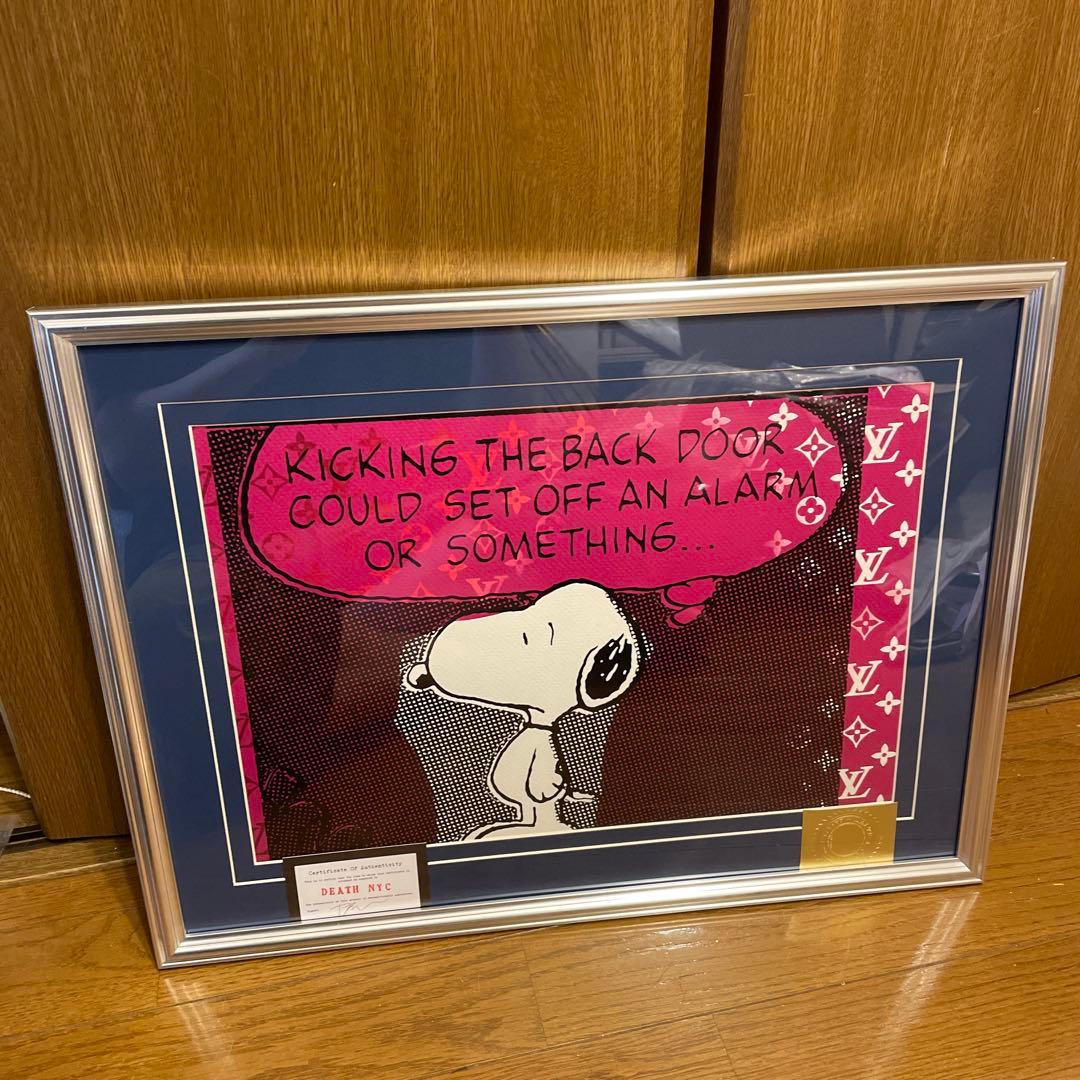 KICKING THE BACK DOOR
COULD SET OFF AN ALARM
OR SOMETHING...
LV
LV
LV
LV
LV
Certificate Of Authenticity
DEATH NYC